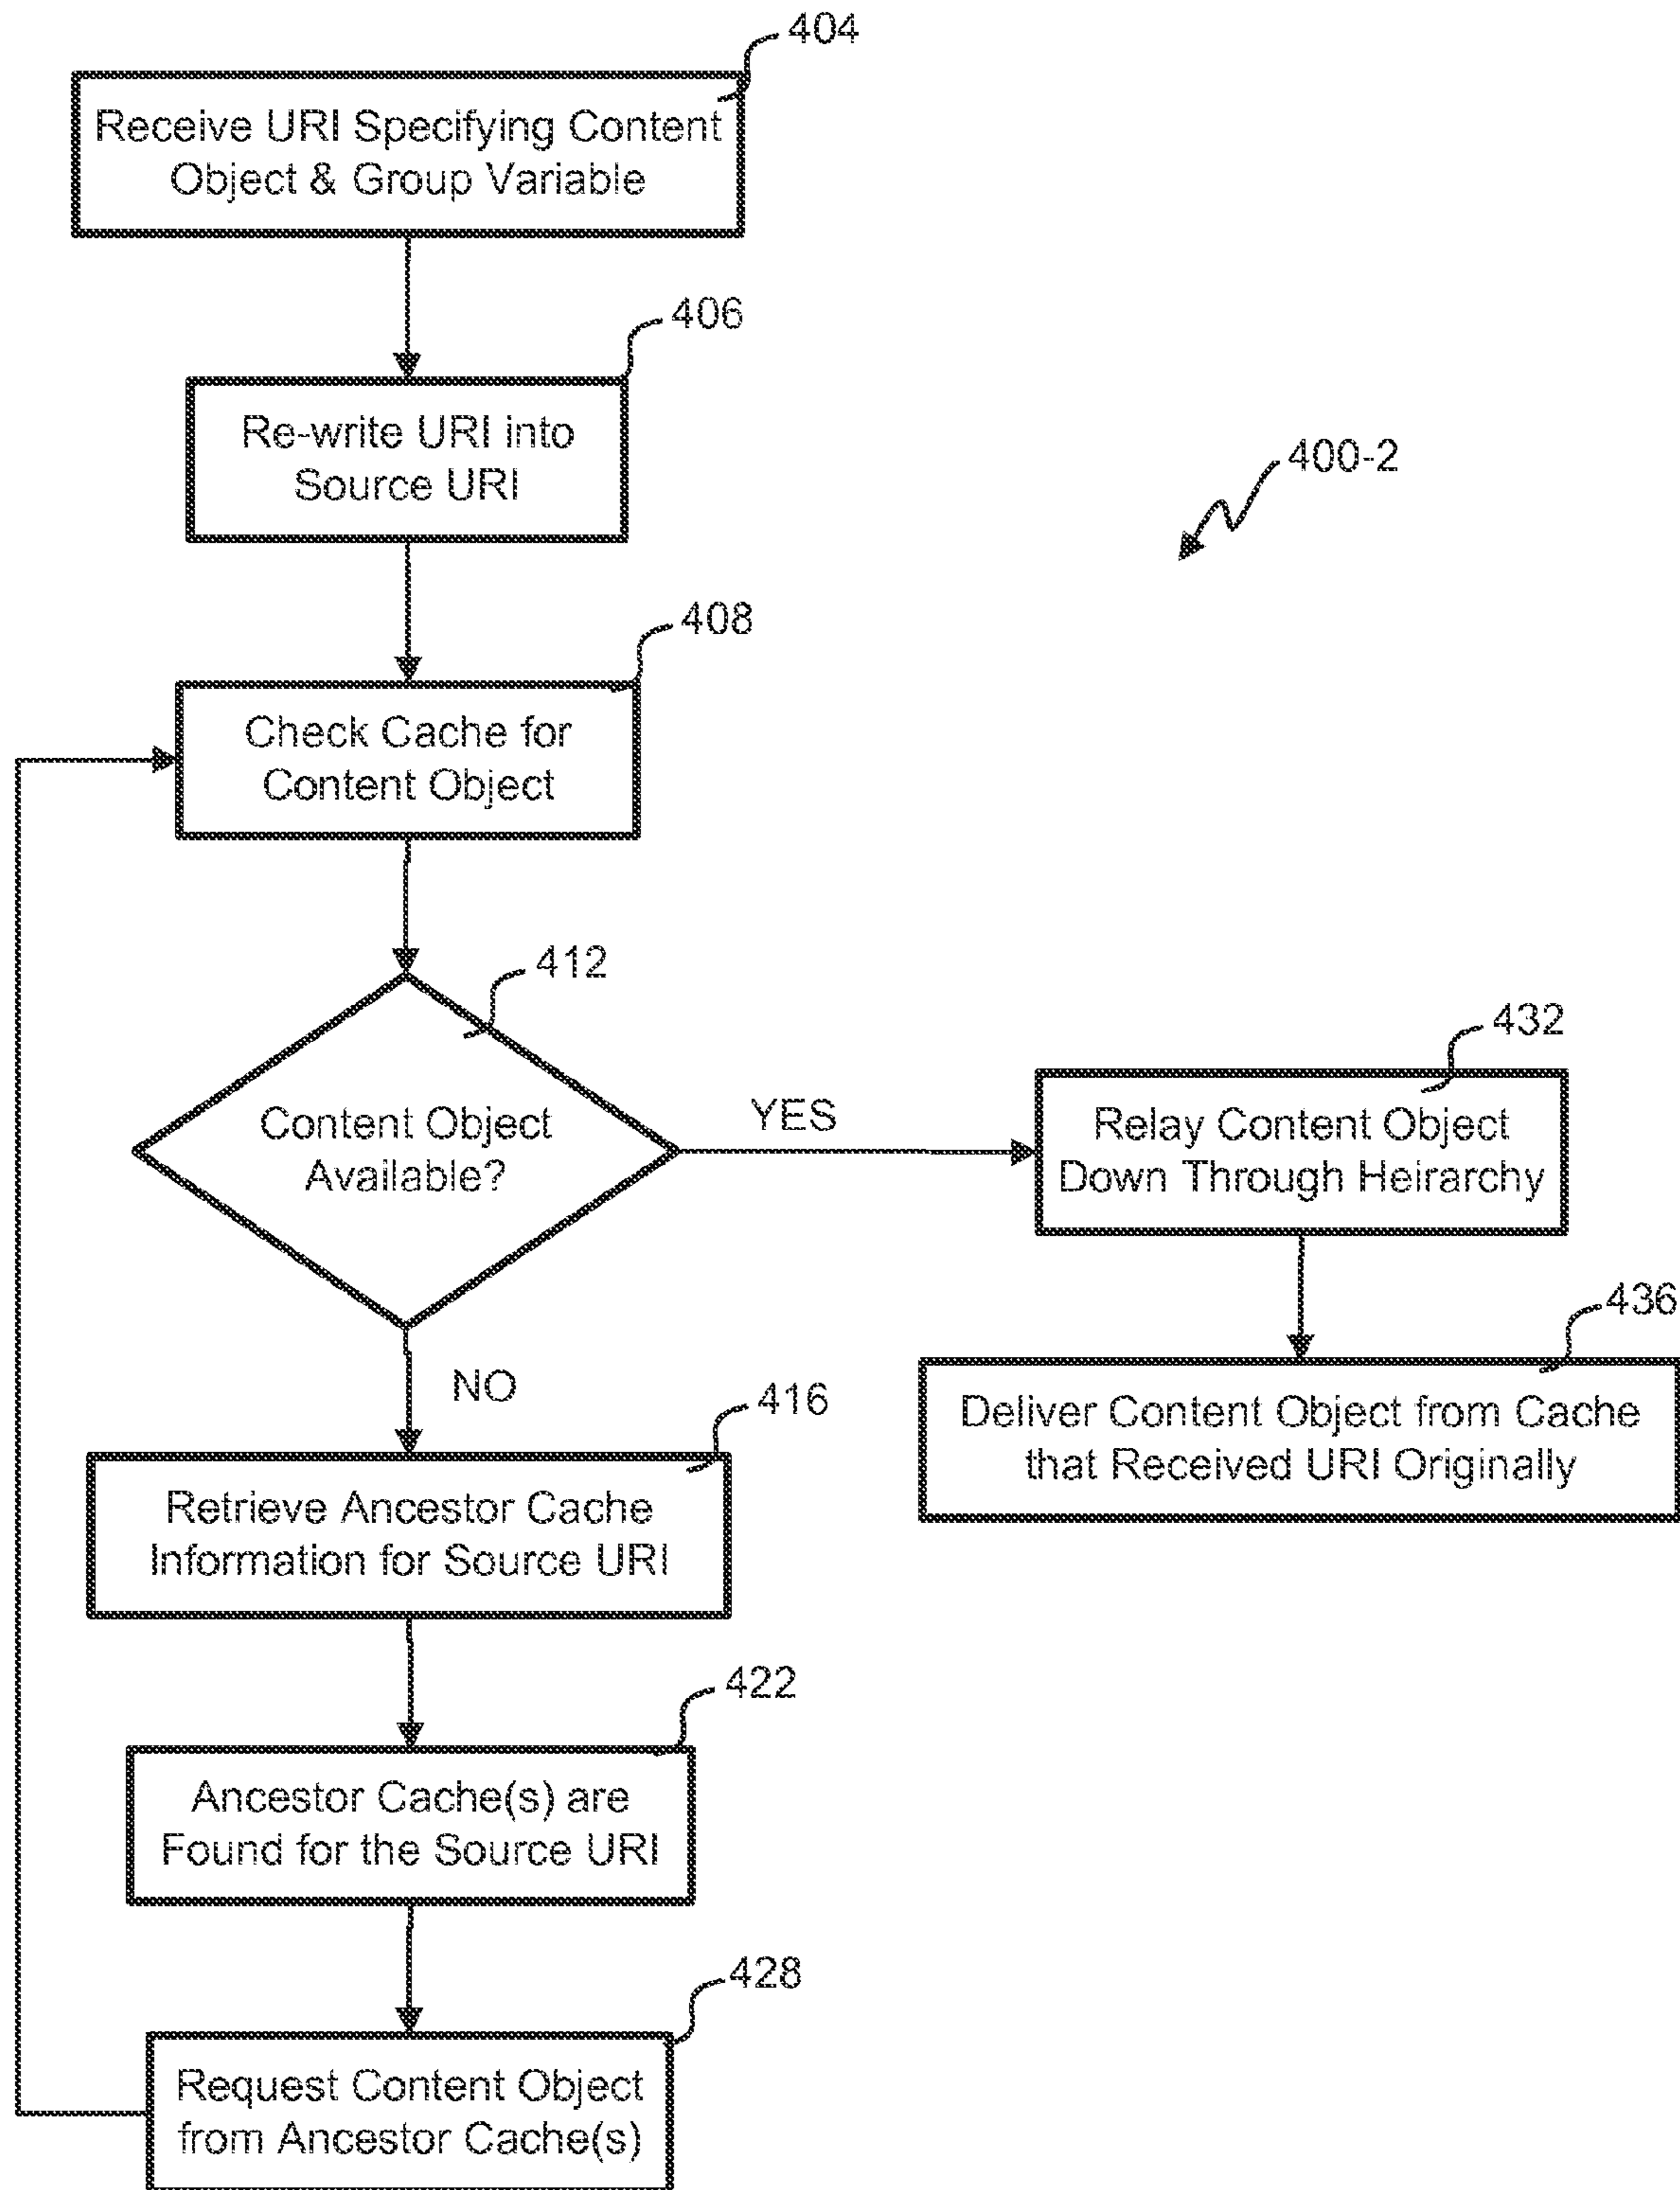 404
Receive URI Specifying Content
Object & Group Variable
406
Re-write URI into
Source URI
400-2
408
Check Cache for
Content Object
412
Content Object
Available?
YES
432
Relay Content Object
Down Through Heirarchy
NO
436
Deliver Content Object from Cache
that Received URI Originally
416
Retrieve Ancestor Cache
Information for Source URI
422
Ancestor Cache(s) are
Found for the Source URI
428
Request Content Object
from Ancestor Cache(s)